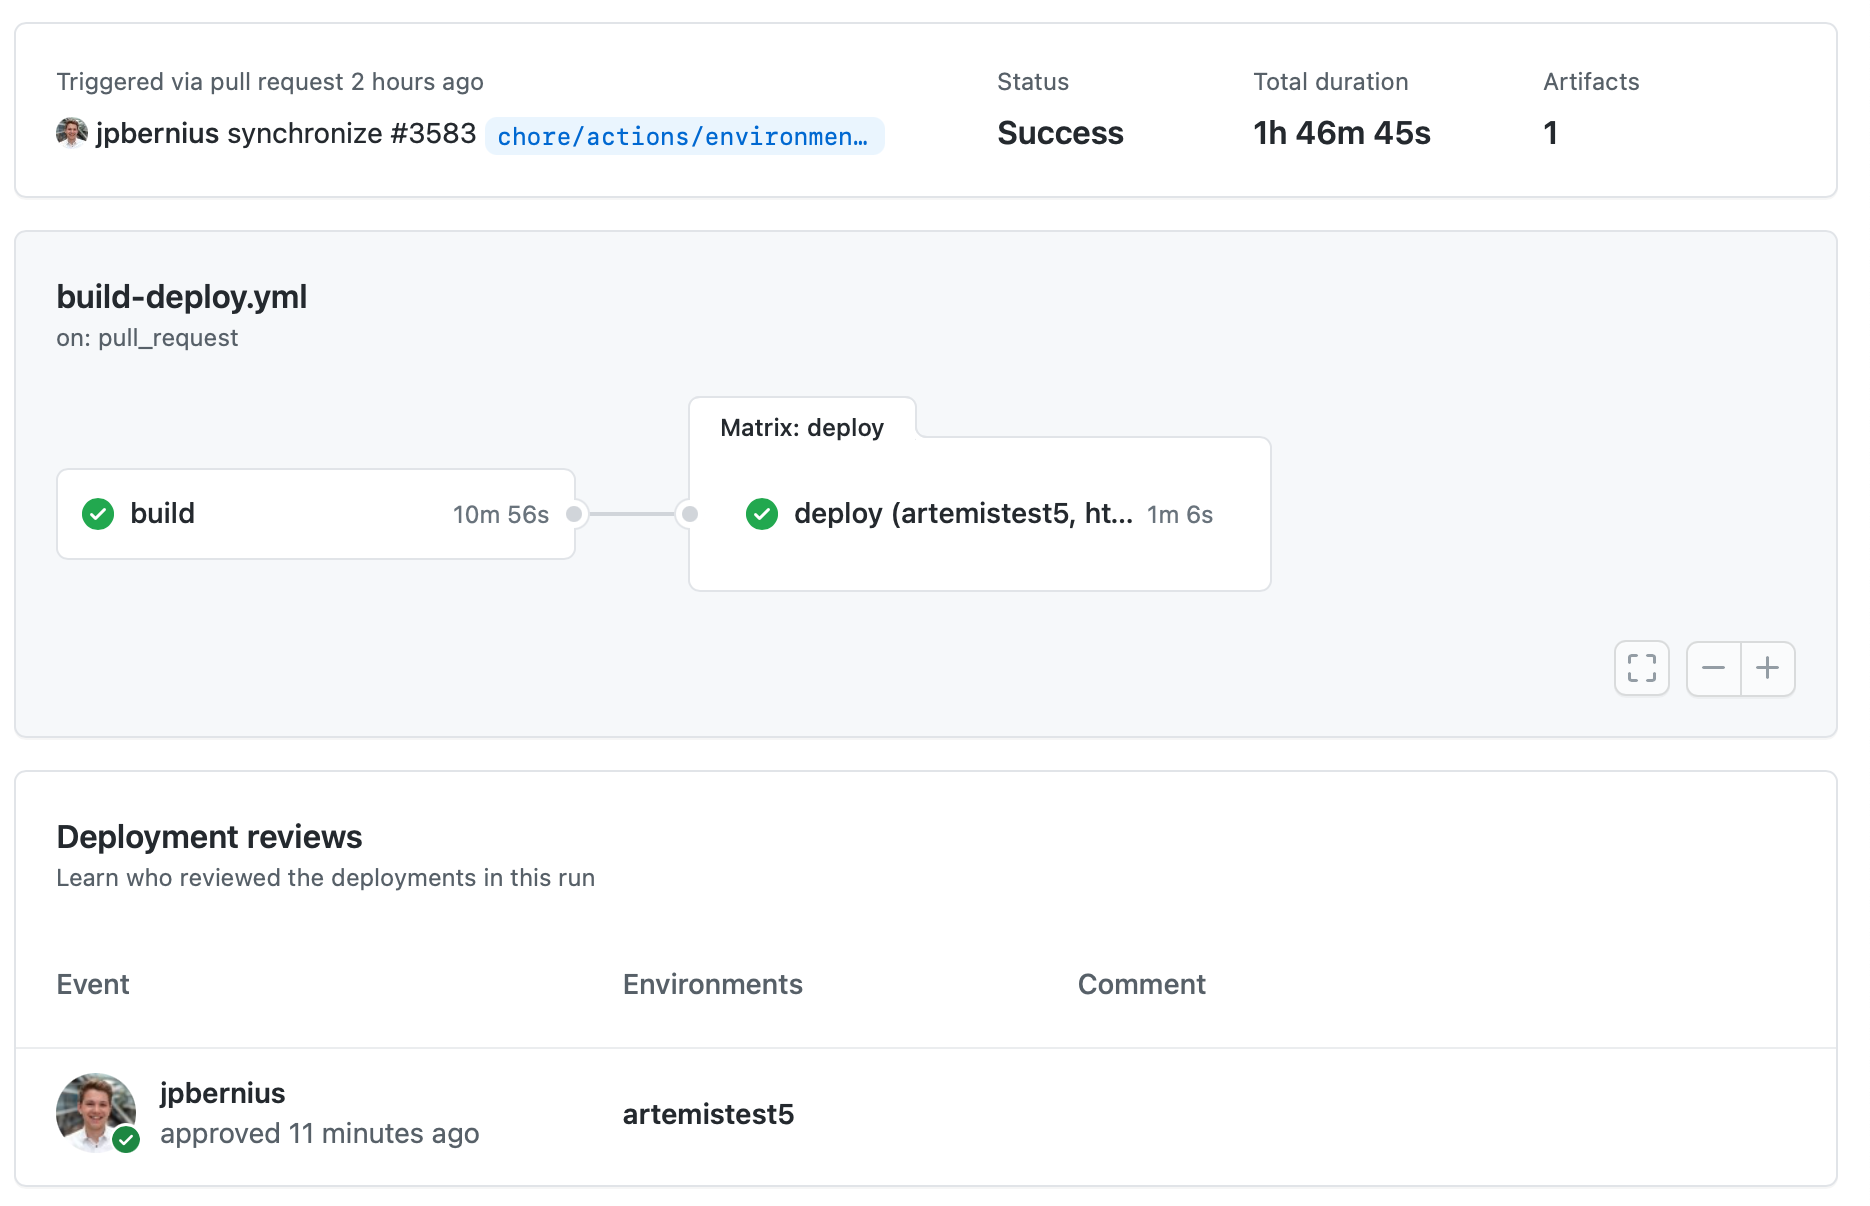 Triggered via pull request 2 hours ago
jpbernius synchronize #3583 chore/actions/environmen…
Status
Success
Total duration
1h 46m 45s
Artifacts
1
build-deploy.yml
on: pull_request
Matrix: deploy
build 10m 56s
deploy (artemistest5, ht... 1m 6s
Deployment reviews
Learn who reviewed the deployments in this run
Event Environments Comment
jpbernius
approved 11 minutes ago
artemistest5